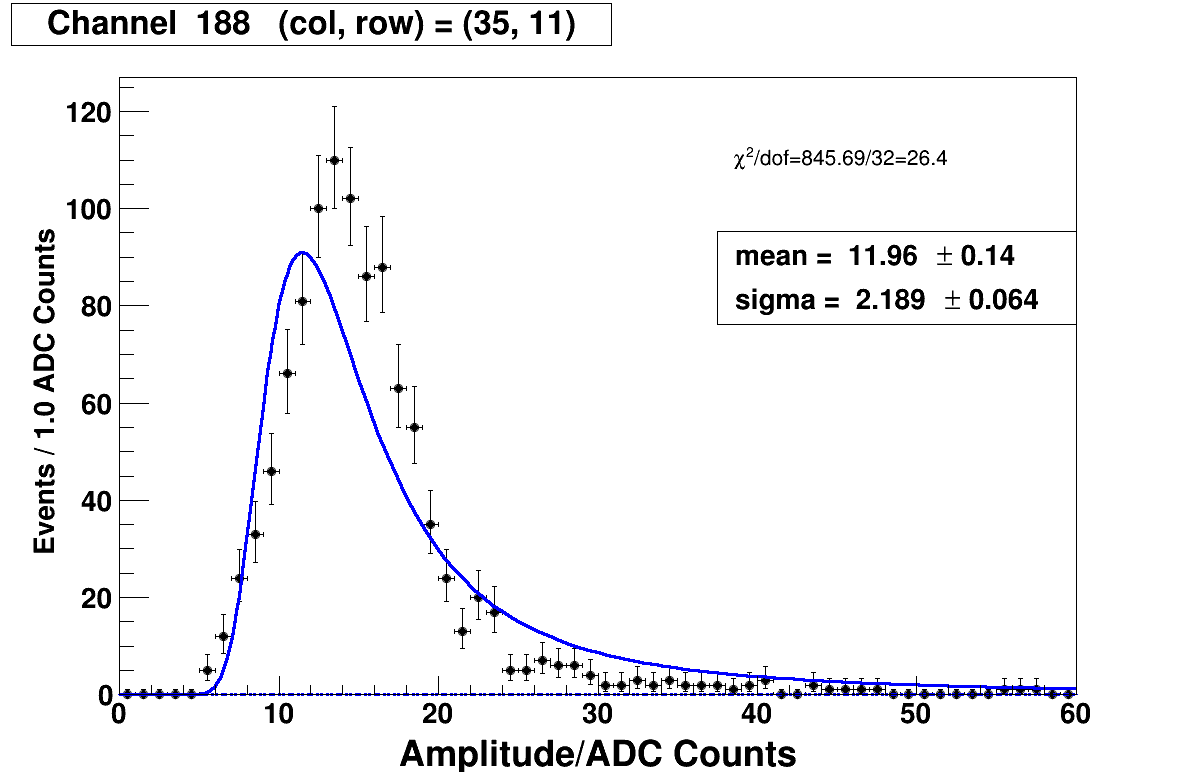 Channel 188 (col, row) = (35, 11)
120
100
80
60
40
20
0
Events / 1.0 ADC Counts
χ²/dof=845.69/32=26.4
mean = 11.96 ± 0.14
sigma = 2.189 ± 0.064
0 10 20 30 40 50 60
Amplitude/ADC Counts